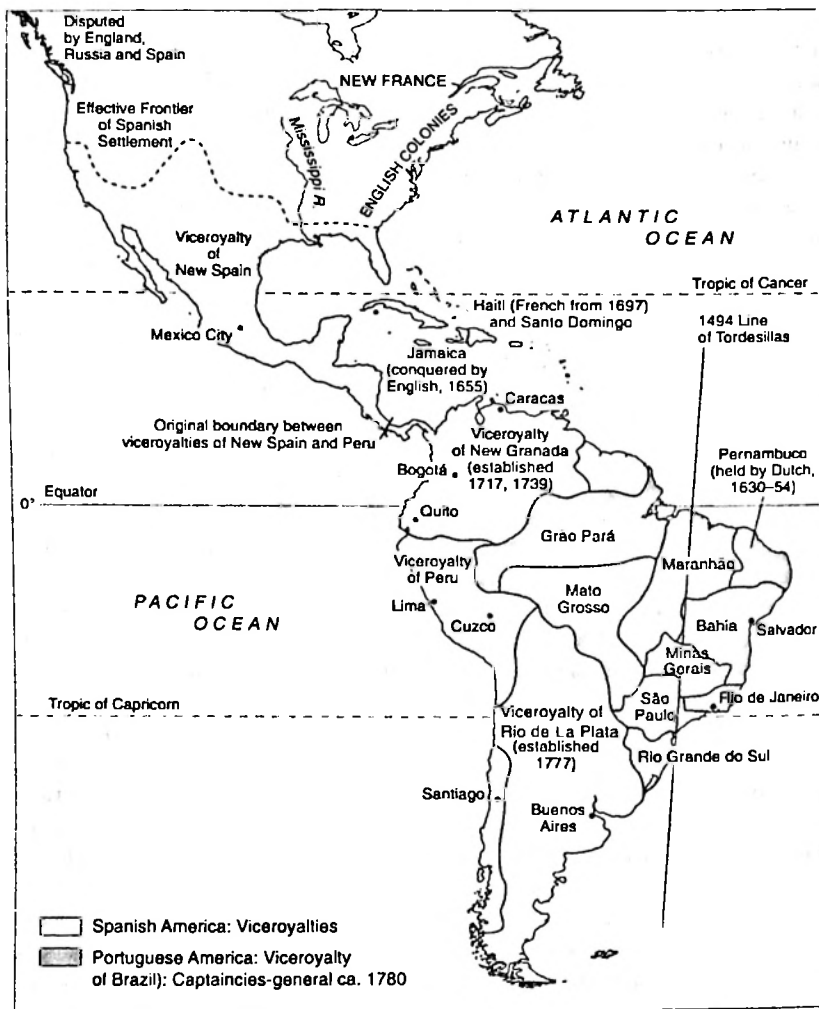 Disputed
by England,
Russia and Spain
NEW FRANCE
Effective Frontier
of Spanish
Settlement
Mississippi R.
ENGLISH COLONIES
ATLANTIC
OCEAN
Viceroyalty
of
New Spain
Tropic of Cancer
Haiti (French from 1697)
and Santo Domingo
1494 Line
of Tordesillas
Mexico City
Jamaica
(conquered by
English, 1655)
Caracas
Original boundary between
viceroyalties of New Spain and Peru
Viceroyalty
of New Granada
(established
1717, 1739)
Pernambuco
(held by Dutch,
1630–54)
Bogotá
0°
Equator
Quito
Grão Pará
Maranhão
Viceroyalty
of Peru
Mato
Grosso
PACIFIC
OCEAN
Lima
Cuzco
Bahia
Salvador
Minas
Gorais
Tropic of Capricorn
São
Paulo
Rio de Janeiro
Viceroyalty of
Rio de La Plata
(established
1777)
Rio Grande do Sul
Santiago
Buenos
Aires
Spanish America: Viceroyalties
Portuguese America: Viceroyalty
of Brazil): Captaincies-general ca. 1780